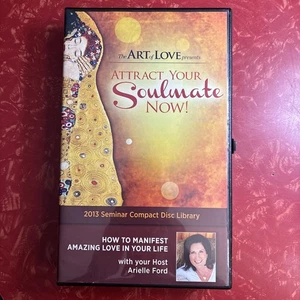 the ART of LOVE presents
ATTRACT YOUR
Soulmate
NOW!
2013 Seminar Compact Disc Library
HOW TO MANIFEST
AMAZING LOVE IN YOUR LIFE
with your Host
Arielle Ford